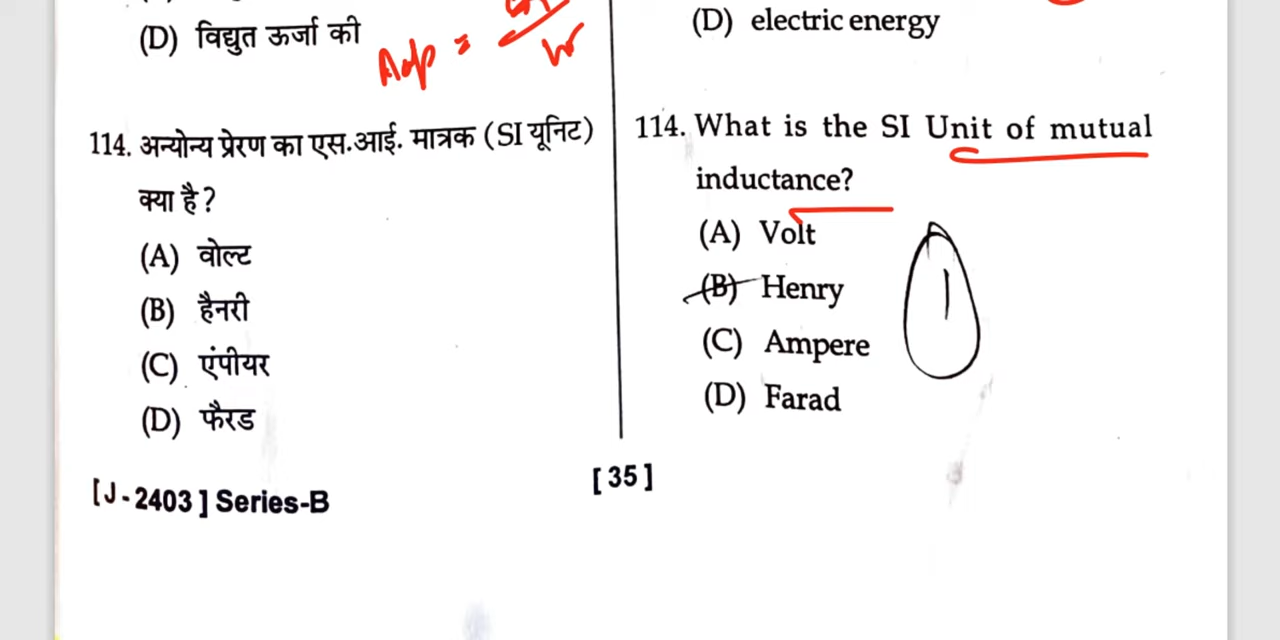 (D) विद्युत ऊर्जा की
114. अन्योन्य प्रेरण का एस.आई. मात्रक (SI यूनिट)
क्या है?
(A) वोल्ट
(B) हैनरी
(C) एंपीयर
(D) फैरड
(D) electric energy
114. What is the SI Unit of mutual
inductance?
(A) Volt
(B) Henry
(C) Ampere
(D) Farad
[J-2403] Series-B
[35]